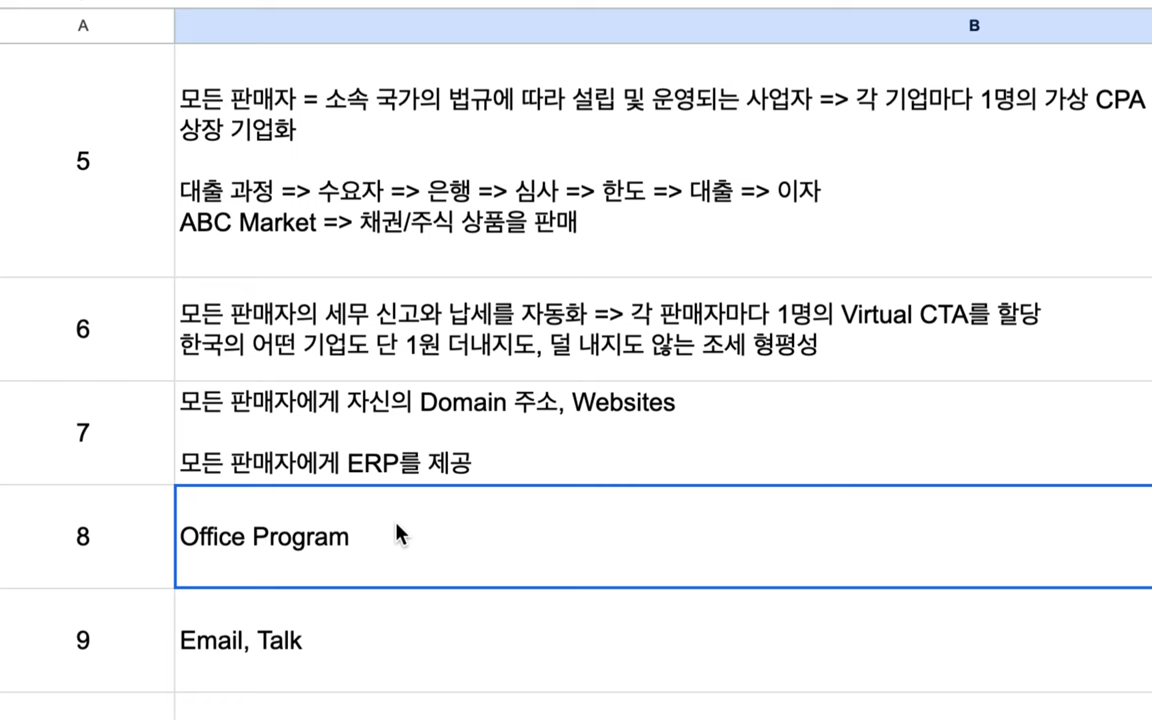 A
B
5
모든 판매자 = 소속 국가의 법규에 따라 설립 및 운영되는 사업자 => 각 기업마다 1명의 가상 CPA
상장 기업화
대출 과정 => 수요자 => 은행 => 심사 => 한도 => 대출 => 이자
ABC Market => 채권/주식 상품을 판매
6
모든 판매자의 세무 신고와 납세를 자동화 => 각 판매자마다 1명의 Virtual CTA를 할당
한국의 어떤 기업도 단 1원 더내지도, 덜 내지도 않는 조세 형평성
7
모든 판매자에게 자신의 Domain 주소, Websites
모든 판매자에게 ERP를 제공
8
Office Program
9
Email, Talk